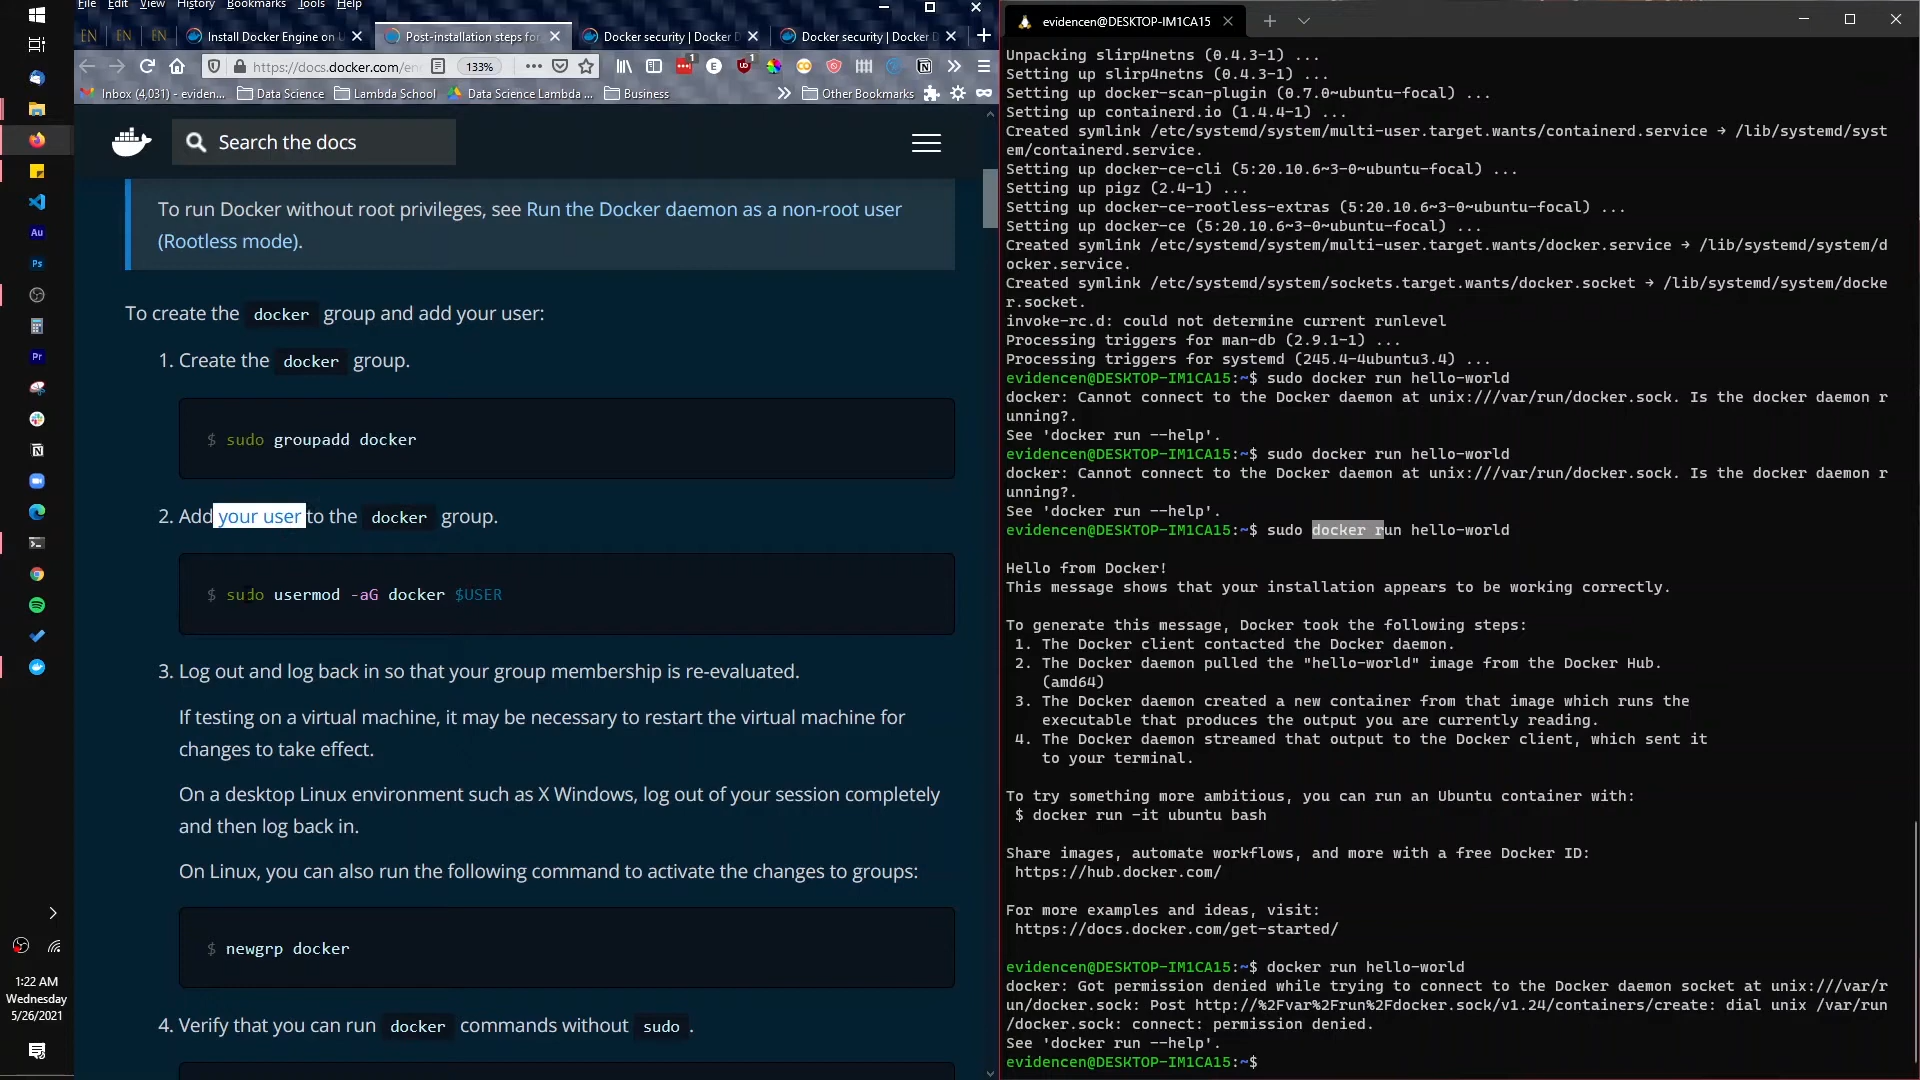 File Edit View History Bookmarks Tools Help
EN EN EN Install Docker Engine on U Post-installation steps for Docker security | Docker D Docker security | Docker D
https://docs.docker.com/en 133%
Inbox (4,031) - eviden... Data Science Lambda School Data Science Lambda ... Business Other Bookmarks
Search the docs
To run Docker without root privileges, see Run the Docker daemon as a non-root user
(Rootless mode).
To create the docker group and add your user:
1. Create the docker group.
$ sudo groupadd docker
2. Add your user to the docker group.
$ sudo usermod -aG docker $USER
3. Log out and log back in so that your group membership is re-evaluated.
If testing on a virtual machine, it may be necessary to restart the virtual machine for
changes to take effect.
On a desktop Linux environment such as X Windows, log out of your session completely
and then log back in.
On Linux, you can also run the following command to activate the changes to groups:
$ newgrp docker
4. Verify that you can run docker commands without sudo .
Au
Ps
Pr
1:22 AM
Wednesday
5/26/2021
evidencen@DESKTOP-IM1CA15
Unpacking slirp4netns (0.4.3-1) ...
Setting up slirp4netns (0.4.3-1) ...
Setting up docker-scan-plugin (0.7.0~ubuntu-focal) ...
Setting up containerd.io (1.4.4-1) ...
Created symlink /etc/systemd/system/multi-user.target.wants/containerd.service → /lib/systemd/syst
em/containerd.service.
Setting up docker-ce-cli (5:20.10.6~3-0~ubuntu-focal) ...
Setting up pigz (2.4-1) ...
Setting up docker-ce-rootless-extras (5:20.10.6~3-0~ubuntu-focal) ...
Setting up docker-ce (5:20.10.6~3-0~ubuntu-focal) ...
Created symlink /etc/systemd/system/multi-user.target.wants/docker.service → /lib/systemd/system/d
ocker.service.
Created symlink /etc/systemd/system/sockets.target.wants/docker.socket → /lib/systemd/system/docke
r.socket.
invoke-rc.d: could not determine current runlevel
Processing triggers for man-db (2.9.1-1) ...
Processing triggers for systemd (245.4-4ubuntu3.4) ...
evidencen@DESKTOP-IM1CA15:~$ sudo docker run hello-world
docker: Cannot connect to the Docker daemon at unix:///var/run/docker.sock. Is the docker daemon r
unning?.
See 'docker run --help'.
evidencen@DESKTOP-IM1CA15:~$ sudo docker run hello-world
docker: Cannot connect to the Docker daemon at unix:///var/run/docker.sock. Is the docker daemon r
unning?.
See 'docker run --help'.
evidencen@DESKTOP-IM1CA15:~$ sudo docker run hello-world
Hello from Docker!
This message shows that your installation appears to be working correctly.
To generate this message, Docker took the following steps:
1. The Docker client contacted the Docker daemon.
2. The Docker daemon pulled the "hello-world" image from the Docker Hub.
(amd64)
3. The Docker daemon created a new container from that image which runs the
executable that produces the output you are currently reading.
4. The Docker daemon streamed that output to the Docker client, which sent it
to your terminal.
To try something more ambitious, you can run an Ubuntu container with:
$ docker run -it ubuntu bash
Share images, automate workflows, and more with a free Docker ID:
https://hub.docker.com/
For more examples and ideas, visit:
https://docs.docker.com/get-started/
evidencen@DESKTOP-IM1CA15:~$ docker run hello-world
docker: Got permission denied while trying to connect to the Docker daemon socket at unix:///var/r
un/docker.sock: Post http://%2Fvar%2Frun%2Fdocker.sock/v1.24/containers/create: dial unix /var/run
/docker.sock: connect: permission denied.
See 'docker run --help'.
evidencen@DESKTOP-IM1CA15:~$